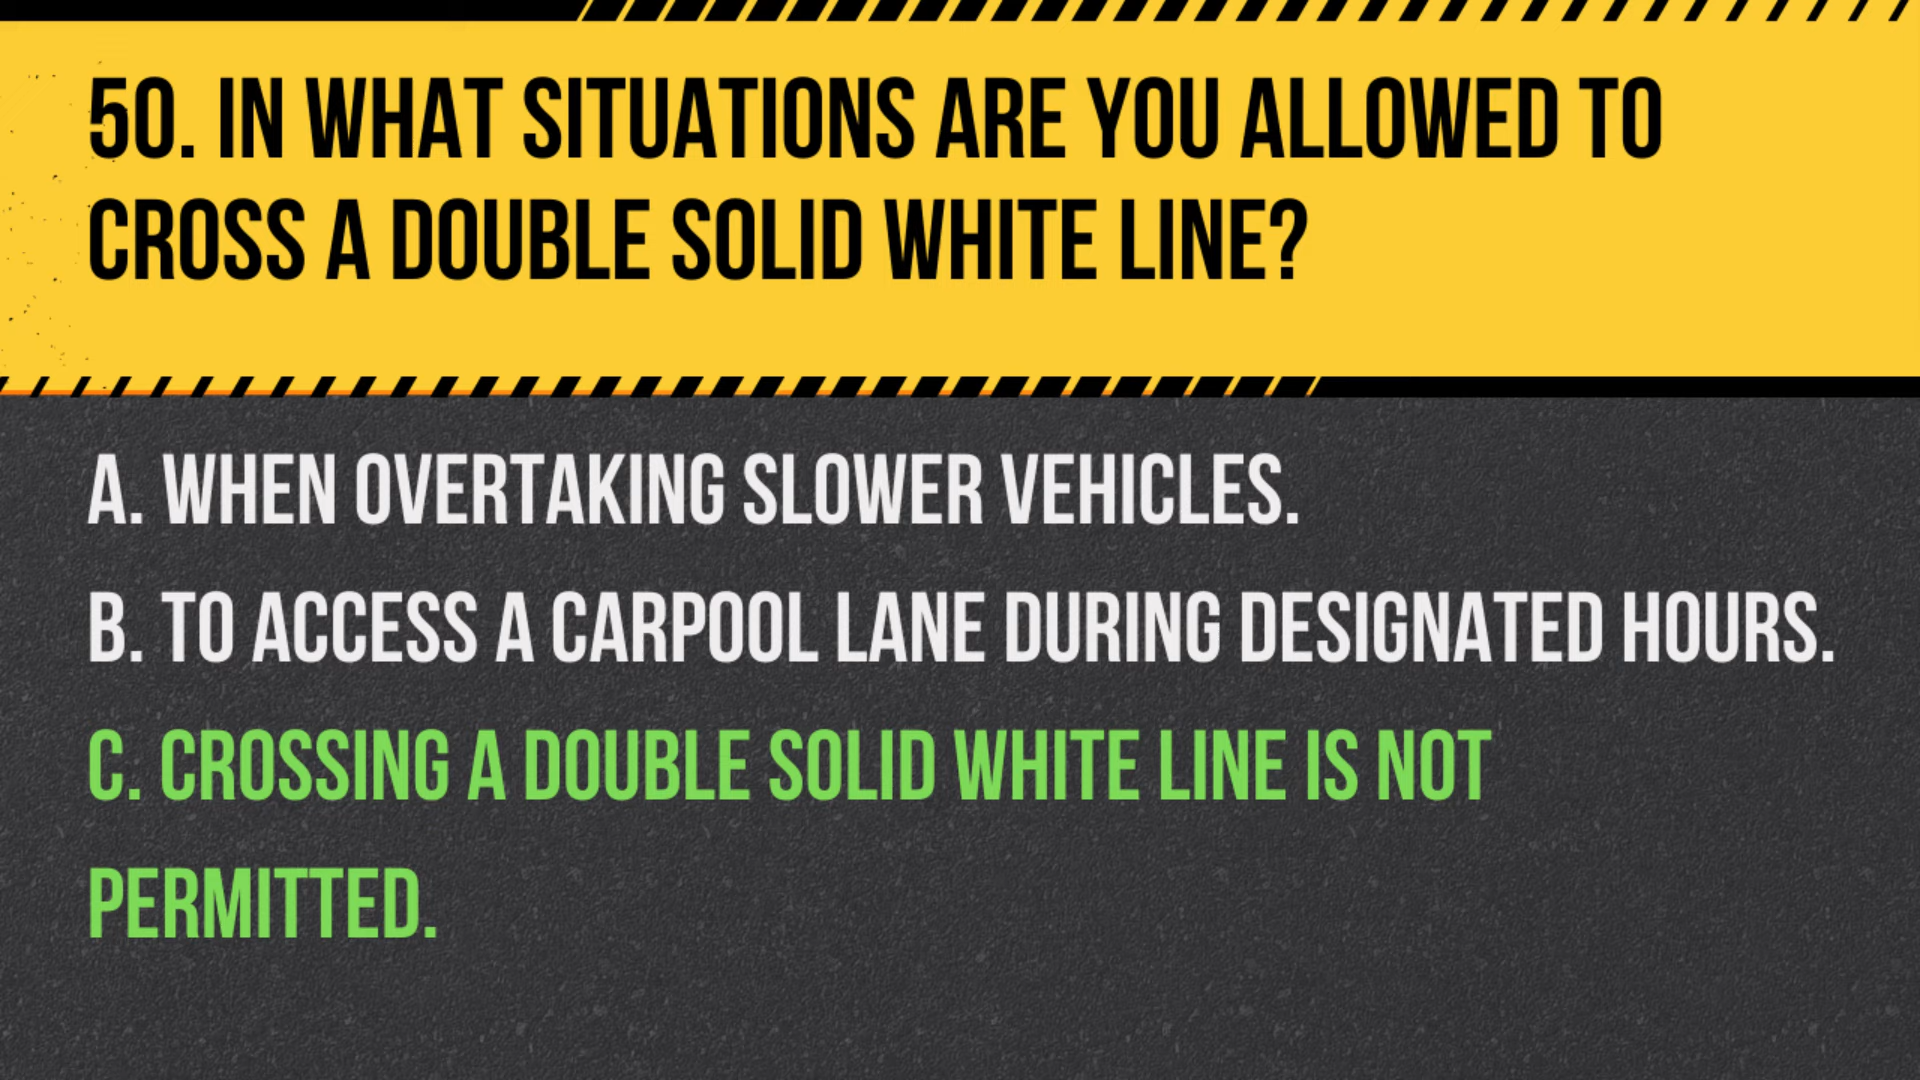 50. IN WHAT SITUATIONS ARE YOU ALLOWED TO
CROSS A DOUBLE SOLID WHITE LINE?
A. WHEN OVERTAKING SLOWER VEHICLES.
B. TO ACCESS A CARPOOL LANE DURING DESIGNATED HOURS.
C. CROSSING A DOUBLE SOLID WHITE LINE IS NOT
PERMITTED.